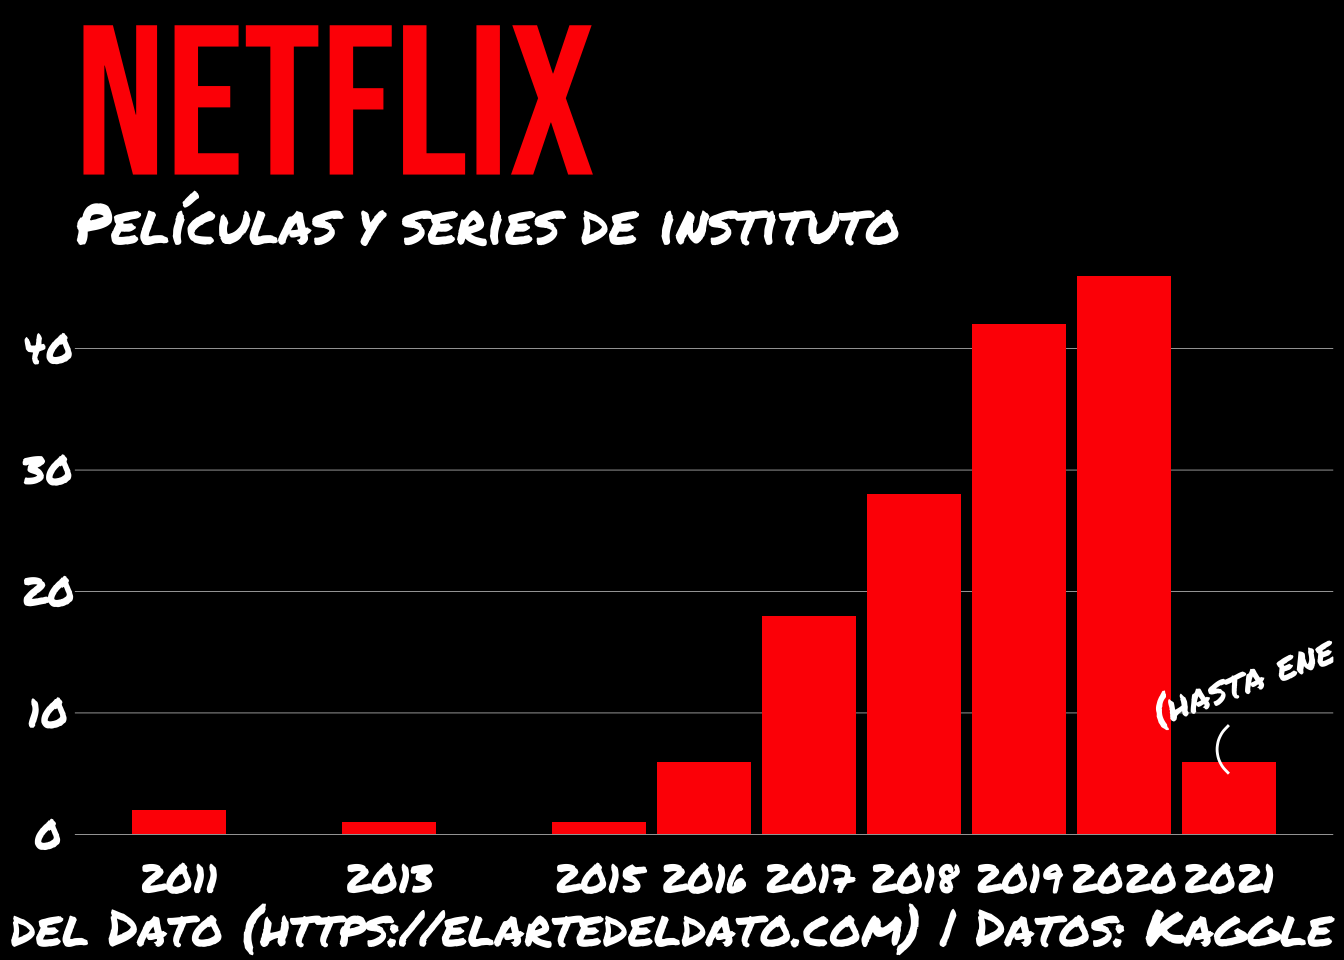 NETFLIX
Películas y series de instituto
40
30
20
10
0
(hasta ene
2011 2013 2015 2016 2017 2018 2019 2020 2021
del Dato (https://elartedeldato.com) | Datos: Kaggle